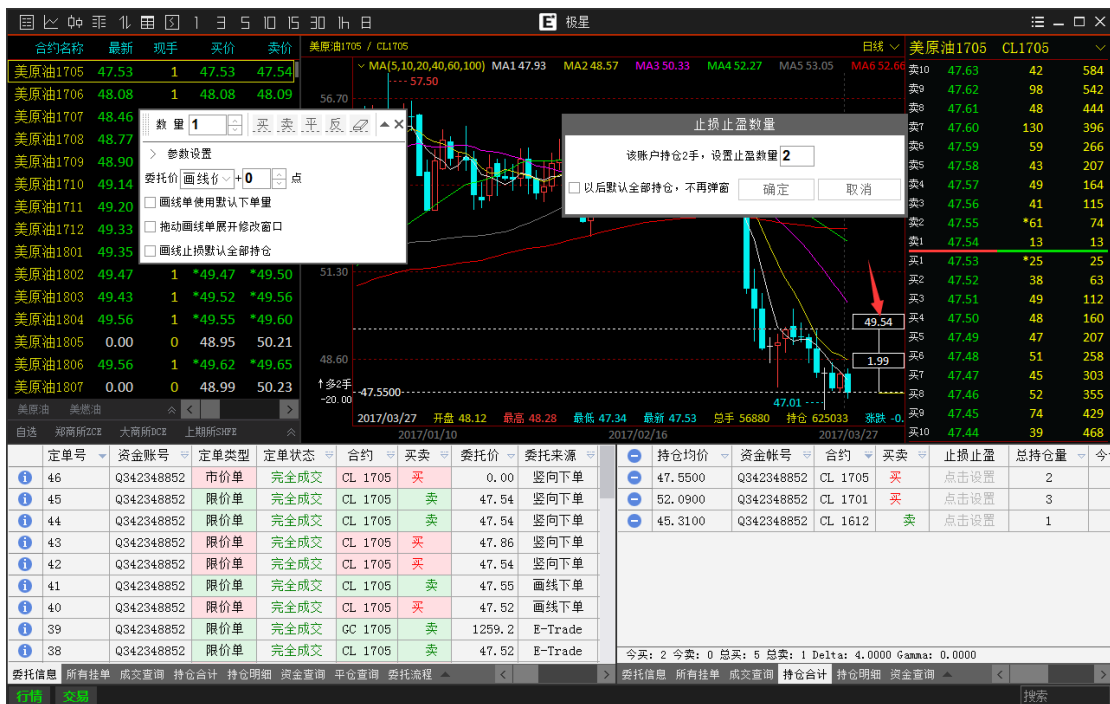 1 3 5 10 15 30 1h 日 E 极星
合约名称 最新 现手 买价 卖价
美原油1705 47.53 1 47.53 47.54
美原油1706 48.08 1 48.08 48.09
美原油1707 48.46
美原油1708 48.77
美原油1709 48.90
美原油1710 49.14
美原油1711 49.20
美原油1712 49.33
美原油1801 49.35
美原油1802 49.47 1 *49.47 *49.50
美原油1803 49.43 1 *49.52 *49.56
美原油1804 49.56 1 *49.55 *49.60
美原油1805 0.00 0 48.95 50.21
美原油1806 49.56 1 *49.62 *49.65
美原油1807 0.00 0 48.99 50.23
美原油 美燃油
自选 郑商所ZCE 大商所DCE 上期所SHFE
数量 1 买 卖 平 反
参数设置
委托价 画线价 + 0 点
画线单使用默认下单量
拖动画线单展开修改窗口
画线止损默认全部持仓
美原油1705 / CL1705 日线
MA(5,10,20,40,60,100) MA1 47.93 MA2 48.57 MA3 50.33 MA4 52.27 MA5 53.05 MA6 52.66
57.50
56.70
51.30
49.54
48.60
1.99
↑多2手
-20.00
47.5500
47.01
2017/03/27 开盘 48.12 最高 48.28 最低 47.34 最新 47.53 总手 56880 持仓 625033 涨跌 -0.
2017/01/10 2017/02/16 2017/03/27
止损止盈数量
该账户持仓2手，设置止盈数量 2
以后默认全部持仓，不再弹窗 确定 取消
美原油1705 CL1705
卖10 47.63 42 584
卖9 47.62 98 542
卖8 47.61 48 444
卖7 47.60 130 396
卖6 47.59 59 266
卖5 47.58 43 207
卖4 47.57 49 164
卖3 47.56 41 115
卖2 47.55 *61 74
卖1 47.54 13 13
买1 47.53 *25 25
买2 47.52 38 63
买3 47.51 49 112
买4 47.50 48 160
买5 47.49 47 207
买6 47.48 51 258
买7 47.47 45 303
买8 47.46 52 355
买9 47.45 74 429
买10 47.44 39 468
定单号 资金账号 定单类型 定单状态 合约 买卖 委托价 委托来源
46 Q342348852 市价单 完全成交 CL 1705 买 0.00 竖向下单
45 Q342348852 限价单 完全成交 CL 1705 卖 47.54 竖向下单
44 Q342348852 限价单 完全成交 CL 1705 卖 47.54 竖向下单
43 Q342348852 限价单 完全成交 CL 1705 买 47.86 竖向下单
42 Q342348852 限价单 完全成交 CL 1705 买 47.54 竖向下单
41 Q342348852 限价单 完全成交 CL 1705 卖 47.55 画线下单
40 Q342348852 限价单 完全成交 CL 1705 买 47.52 画线下单
39 Q342348852 限价单 完全成交 GC 1705 卖 1259.2 E-Trade
38 Q342348852 限价单 完全成交 CL 1705 卖 47.52 E-Trade
委托信息 所有挂单 成交查询 持仓合计 持仓明细 资金查询 平仓查询 委托流程
持仓均价 资金帐号 合约 买卖 止损止盈 总持仓量 今
47.5500 Q342348852 CL 1705 买 点击设置 2
52.0900 Q342348852 CL 1701 买 点击设置 3
45.3100 Q342348852 CL 1612 卖 点击设置 1
今买: 2 今卖: 0 总买: 5 总卖: 1 Delta: 4.0000 Gamma: 0.0000
委托信息 所有挂单 成交查询 持仓合计 持仓明细 资金查询
行情 交易 搜索